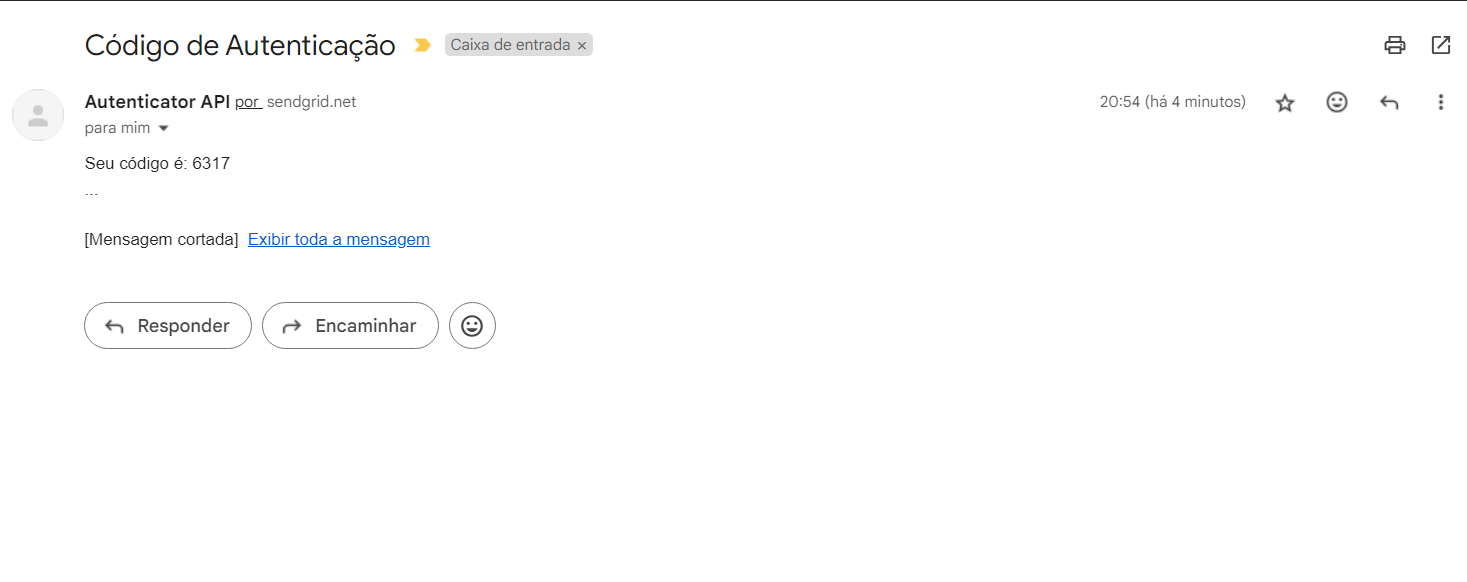 Código de Autenticação Caixa de entrada ×
Autenticator API por sendgrid.net 20:54 (há 4 minutos)
para mim
Seu código é: 6317
...
[Mensagem cortada] Exibir toda a mensagem
Responder Encaminhar